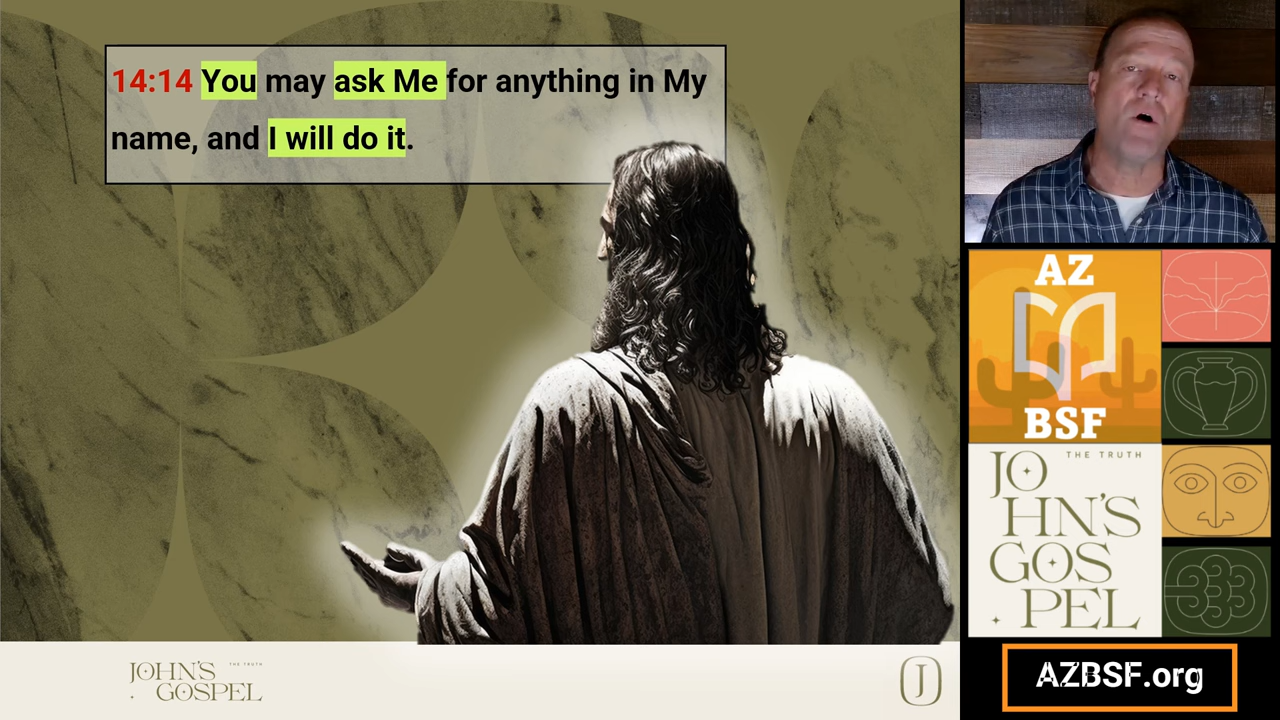 14:14 You may ask Me for anything in My
name, and I will do it.
AZ
BSF
THE TRUTH
JO
HN'S
GOS
PEL
AZBSF.org
JOHN'S THE TRUTH
GOSPEL
J